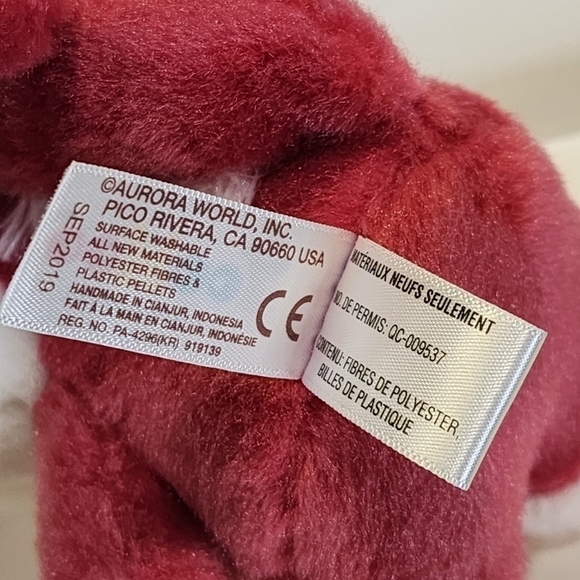 ©AURORA WORLD, INC.
PICO RIVERA, CA 90660 USA
SURFACE WASHABLE
ALL NEW MATERIALS
POLYESTER FIBRES &
PLASTIC PELLETS
HANDMADE IN CIANJUR, INDONESIA
FAIT À LA MAIN EN CIANJUR, INDONÉSIE
REG. NO. PA-4296(KR) 919139
SEP2019
CE
MATÉRIAUX NEUFS SEULEMENT
NO. DE PERMIS: QC-009537
CONTENU: FIBRES DE POLYESTER,
BILLES DE PLASTIQUE